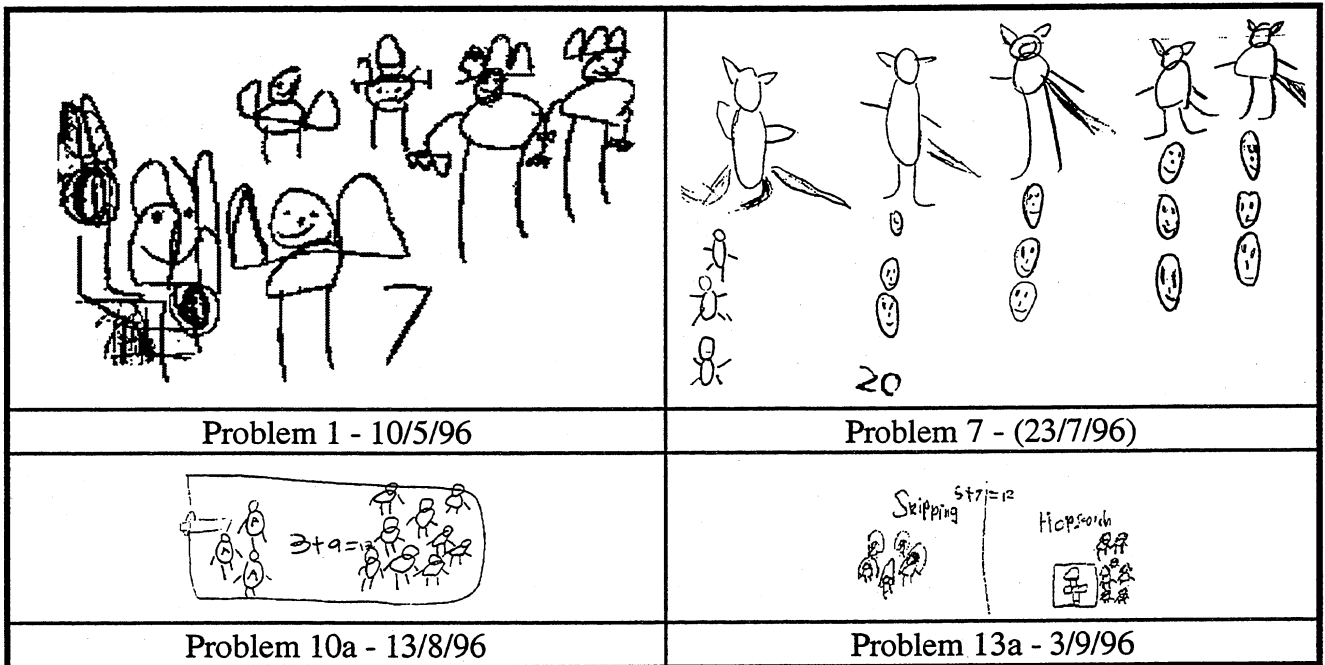 7
20
Problem 1 - 10/5/96
Problem 7 - (23/7/96)
A
A
A
3+9=12
Skipping
5+7=12
Hopscotch
Problem 10a - 13/8/96
Problem 13a - 3/9/96